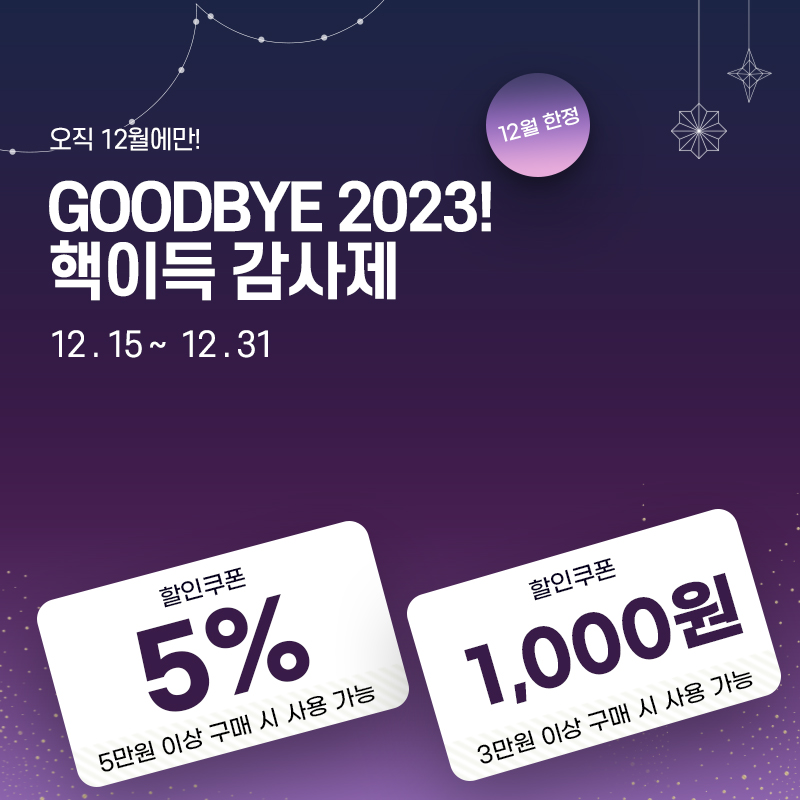 오직 12월에만!
12월 한정
GOODBYE 2023!
핵이득 감사제
12.15~ 12.31
할인쿠폰
5%
5만원 이상 구매 시 사용 가능
할인쿠폰
1,000원
3만원 이상 구매 시 사용 가능